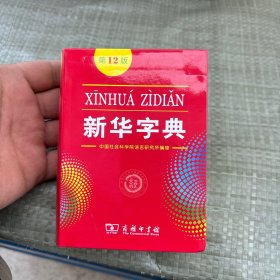 第12版
XĪNHUÁ ZÌDIǍN
新华字典
中国社会科学院语言研究所编修
商务印书馆
The Commercial Press